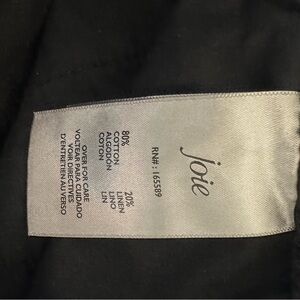 joie
RN#: 165589
80%
COTTON
ALGODON
COTON
20%
LINEN
LINO
LIN
OVER FOR CARE
VOLTEAR PARA CUIDADO
VOIR DIRECTIVES
D'ENTRETIEN AU VERSO